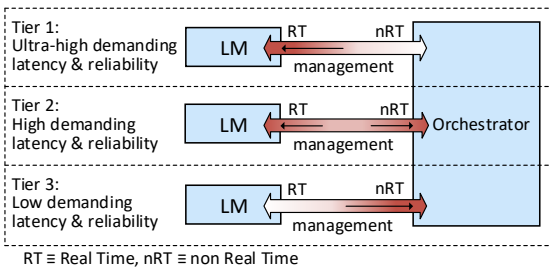 Tier 1:
Ultra-high demanding
latency & reliability
LM
RT nRT
management
Tier 2:
High demanding
latency & reliability
LM
RT nRT
management
Orchestrator
Tier 3:
Low demanding
latency & reliability
LM
RT nRT
management
RT ≡ Real Time, nRT ≡ non Real Time